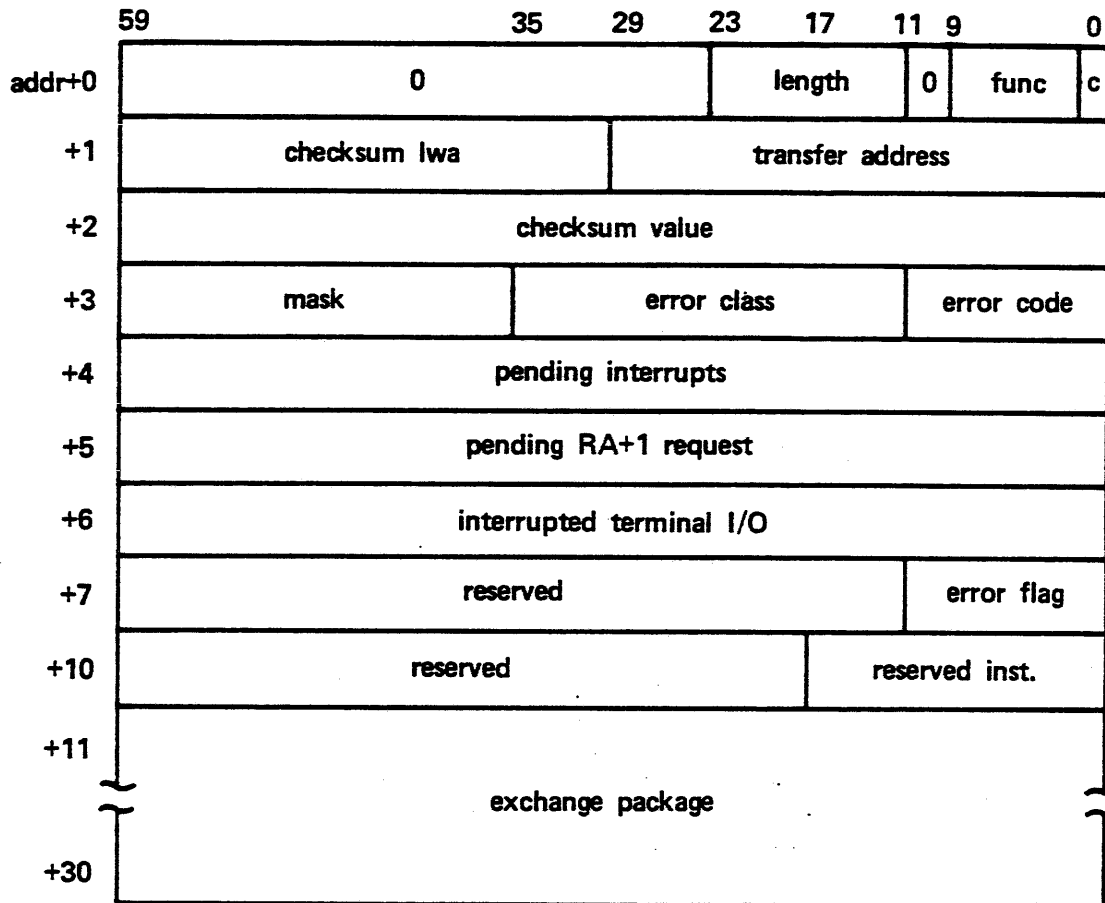 59 35 29 23 17 11 9 0
addr+0 0 length 0 func c
+1 checksum lwa transfer address
+2 checksum value
+3 mask error class error code
+4 pending interrupts
+5 pending RA+1 request
+6 interrupted terminal I/O
+7 reserved error flag
+10 reserved reserved inst.
+11
exchange package
+30